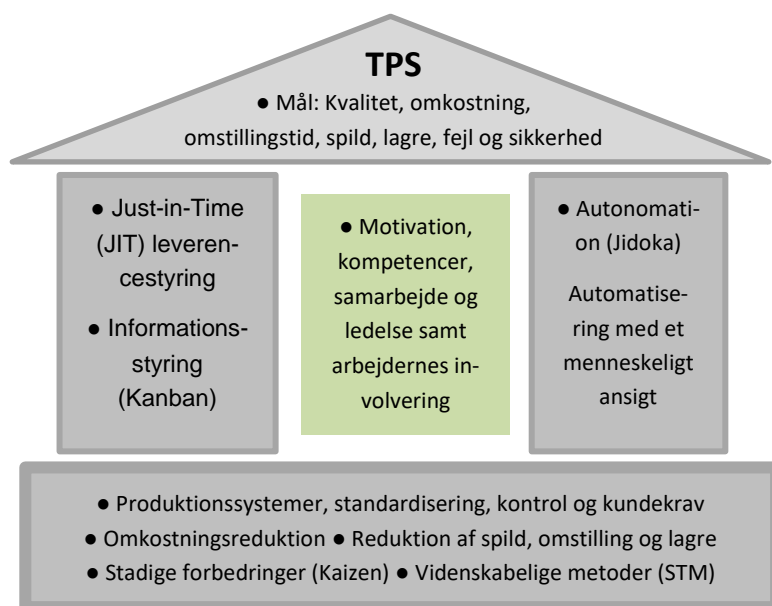 TPS
● Mål: Kvalitet, omkostning,
omstillingstid, spild, lagre, fejl og sikkerhed
● Just-in-Time
(JIT) leveren-
cestyring
● Informations-
styring
(Kanban)
● Motivation,
kompetencer,
samarbejde og
ledelse samt
arbejdernes in-
volvering
● Autonomati-
on (Jidoka)
Automatise-
ring med et
menneskeligt
ansigt
● Produktionssystemer, standardisering, kontrol og kundekrav
● Omkostningsreduktion ● Reduktion af spild, omstilling og lagre
● Stadige forbedringer (Kaizen) ● Videnskabelige metoder (STM)